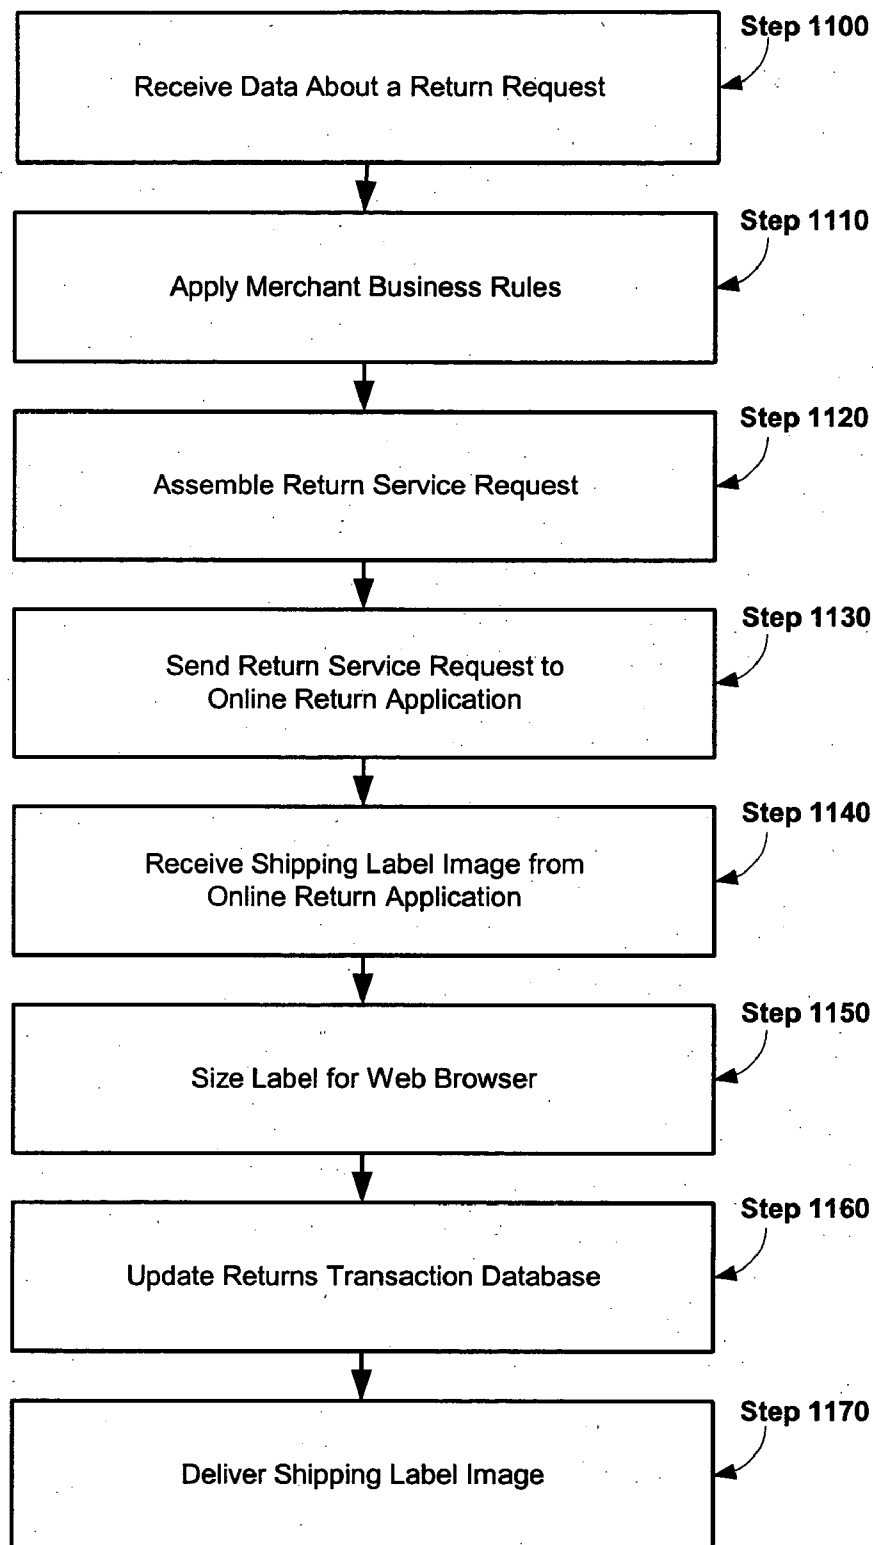 Step 1100
Receive Data About a Return Request
Step 1110
Apply Merchant Business Rules
Step 1120
Assemble Return Service Request
Step 1130
Send Return Service Request to
Online Return Application
Step 1140
Receive Shipping Label Image from
Online Return Application
Step 1150
Size Label for Web Browser
Step 1160
Update Returns Transaction Database
Step 1170
Deliver Shipping Label Image